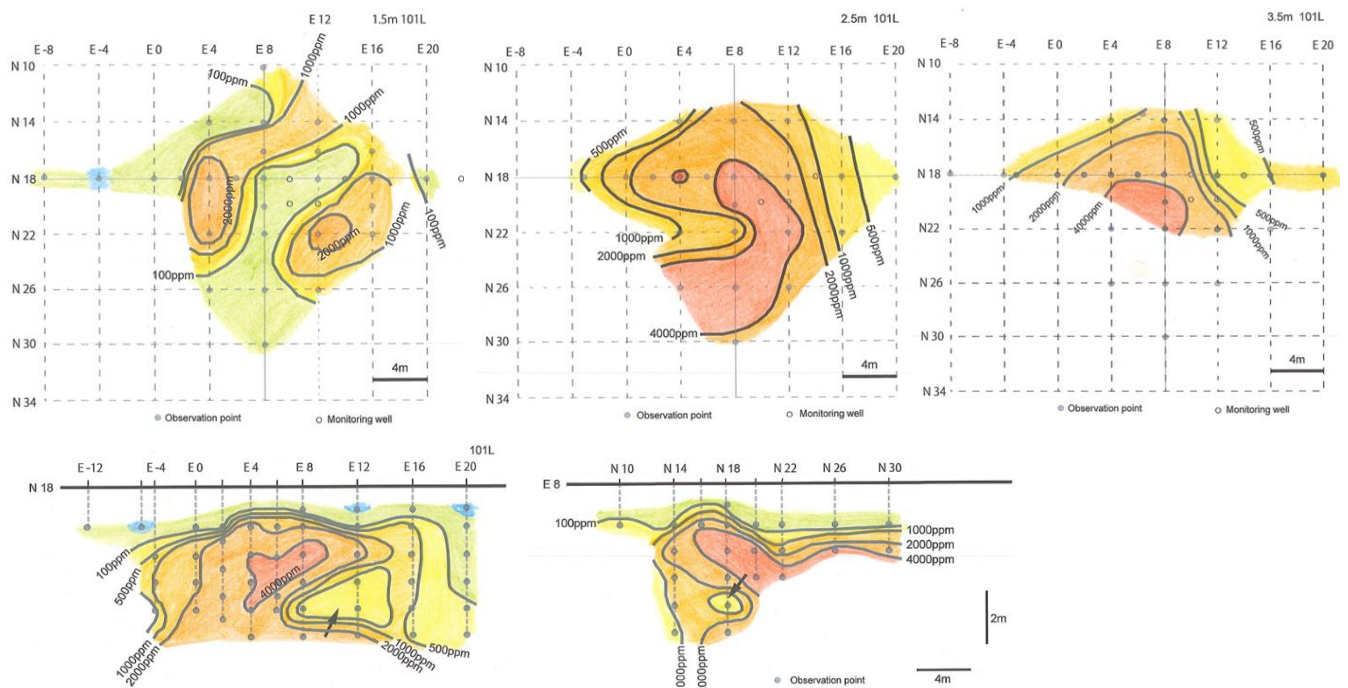 E 12 1.5m 101L
E-8 E-4 E 0 E 4 E 8 E 16 E 20
N 10
N 14
N 18
N 22
N 26
N 30
N 34
100ppm
1000ppm
1000ppm
2000ppm
2000ppm
1000ppm
100ppm
100ppm
4m
Observation point Monitoring well
2.5m 101L
E-8 E-4 E 0 E 4 E 8 E 12 E 16 E 20
N 10
N 14
N 18
N 22
N 26
N 30
N 34
500ppm
1000ppm
2000ppm
4000ppm
500ppm
1000ppm
2000ppm
4m
Observation point Monitoring well
3.5m 101L
E-8 E-4 E 0 E 4 E 8 E 12 E 16 E 20
N 10
N 14
N 18
N 22
N 26
N 30
N 34
500ppm
1000ppm
2000ppm
4000ppm
500ppm
1000ppm
4m
Observation point Monitoring well
101L
E-12 E-4 E 0 E 4 E 8 E 12 E 16 E 20
N 18
100ppm
500ppm
1000ppm
2000ppm
4000ppm
1000ppm
2000ppm
500ppm
N 10 N 14 N 18 N 22 N 26 N 30
E 8
100ppm
1000ppm
2000ppm
4000ppm
2m
4m
Observation point